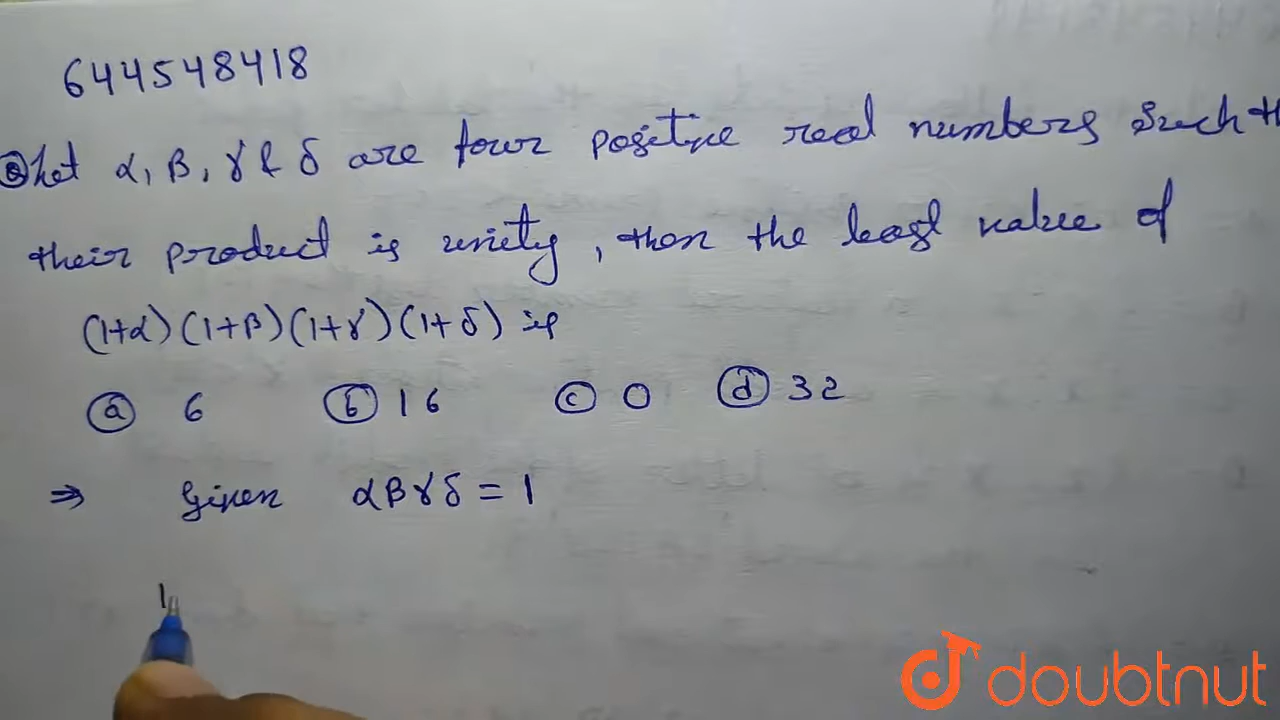 644548418
Let α, β, γ & δ are four positive real numbers such th
their product is unity, then the least value of
(1+α)(1+β)(1+γ)(1+δ) is
(a) 6 (b) 16 (c) 0 (d) 32
⇒ Given αβγδ = 1
1
doubtnut